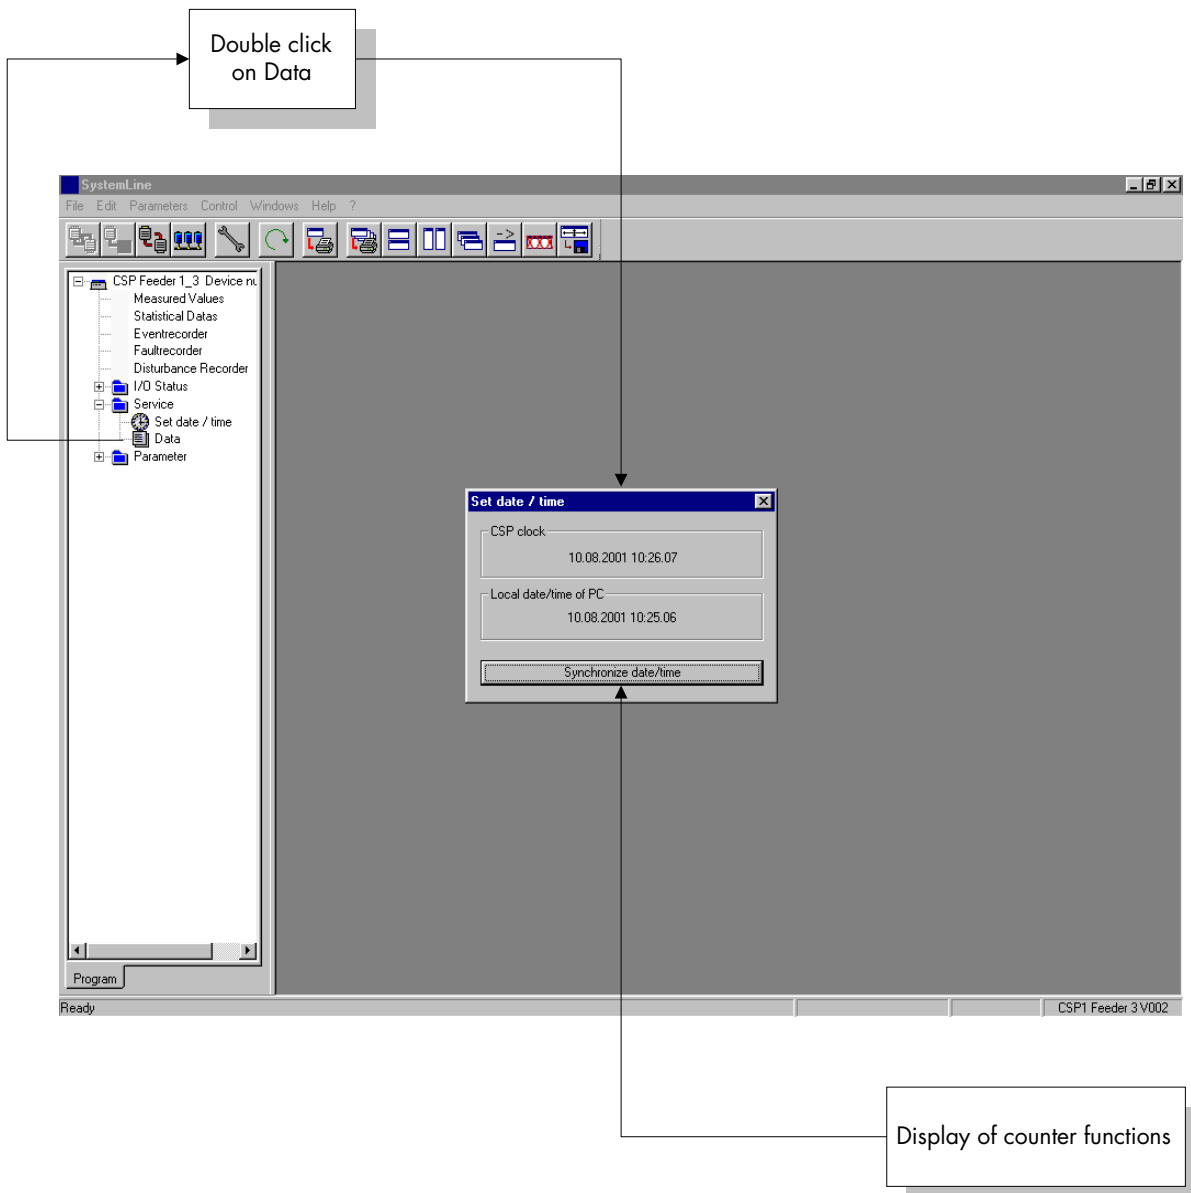 Double click
on Data
SystemLine
File Edit Parameters Control Windows Help ?
->
CSP Feeder 1_3 Device nu
Measured Values
Statistical Datas
Eventrecorder
Faultrecorder
Disturbance Recorder
I/O Status
Service
Set date / time
Data
Parameter
Set date / time
CSP clock
10.08.2001 10:26.07
Local date/time of PC
10.08.2001 10:25.06
Synchronize date/time
Program
Ready
CSP1 Feeder 3 V002
Display of counter functions